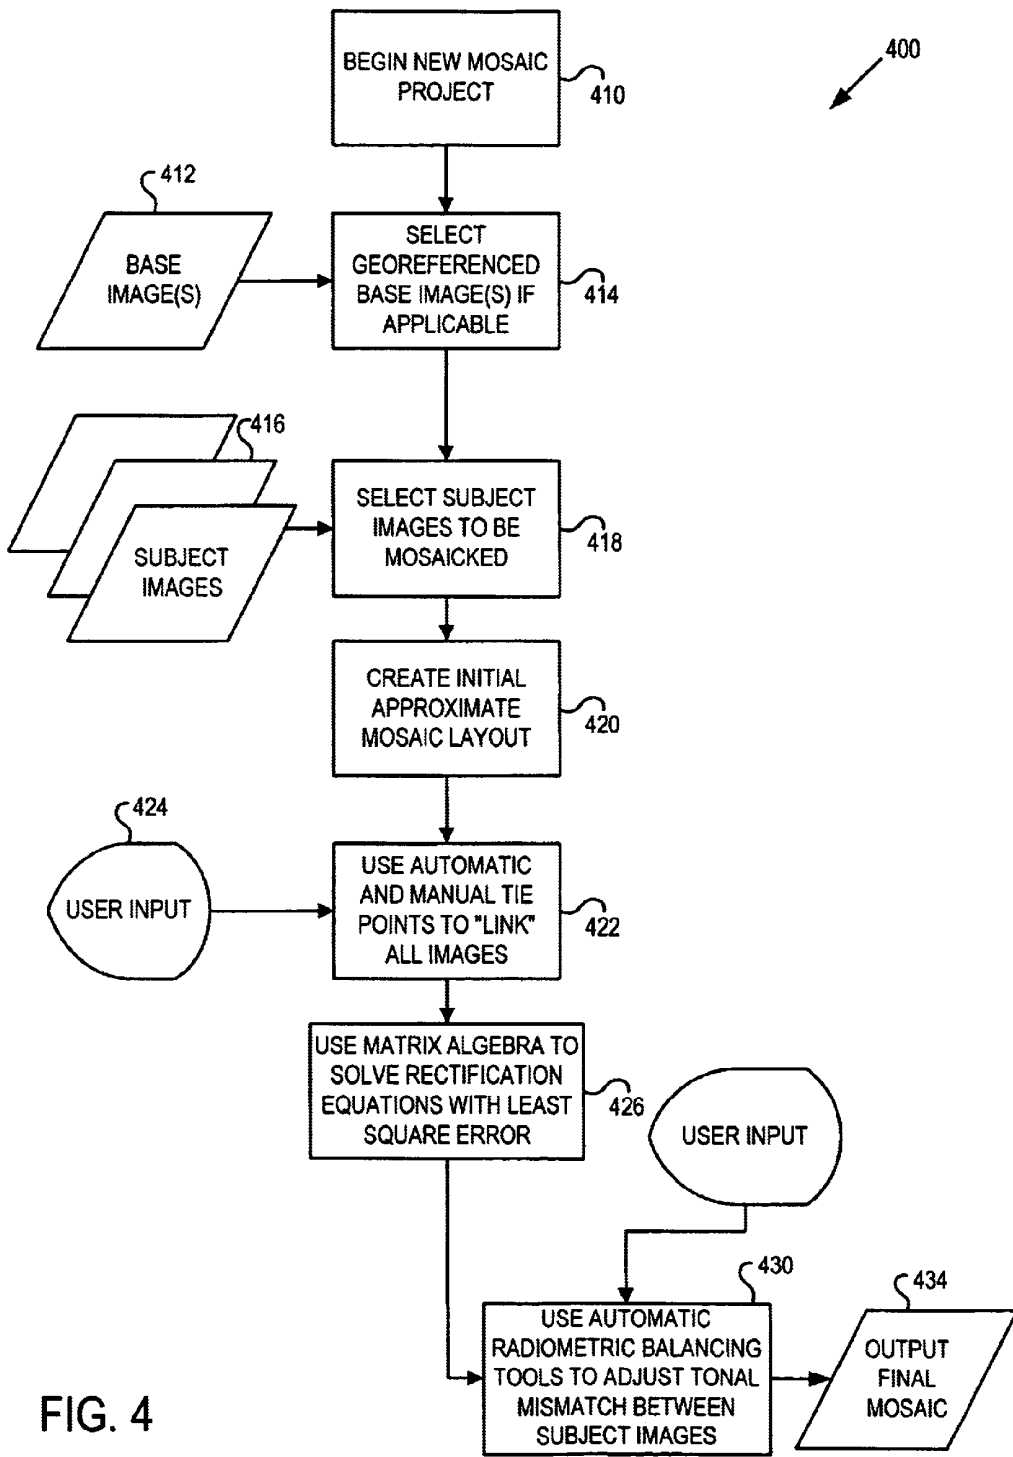 BEGIN NEW MOSAIC
PROJECT
410
400
412
BASE
IMAGE(S)
SELECT
GEOREFERENCED
BASE IMAGE(S) IF
APPLICABLE
414
416
SUBJECT
IMAGES
SELECT SUBJECT
IMAGES TO BE
MOSAICKED
418
CREATE INITIAL
APPROXIMATE
MOSAIC LAYOUT
420
424
USER INPUT
USE AUTOMATIC
AND MANUAL TIE
POINTS TO "LINK"
ALL IMAGES
422
USE MATRIX ALGEBRA TO
SOLVE RECTIFICATION
EQUATIONS WITH LEAST
SQUARE ERROR
426
USER INPUT
430
USE AUTOMATIC
RADIOMETRIC BALANCING
TOOLS TO ADJUST TONAL
MISMATCH BETWEEN
SUBJECT IMAGES
434
OUTPUT
FINAL
MOSAIC
FIG. 4